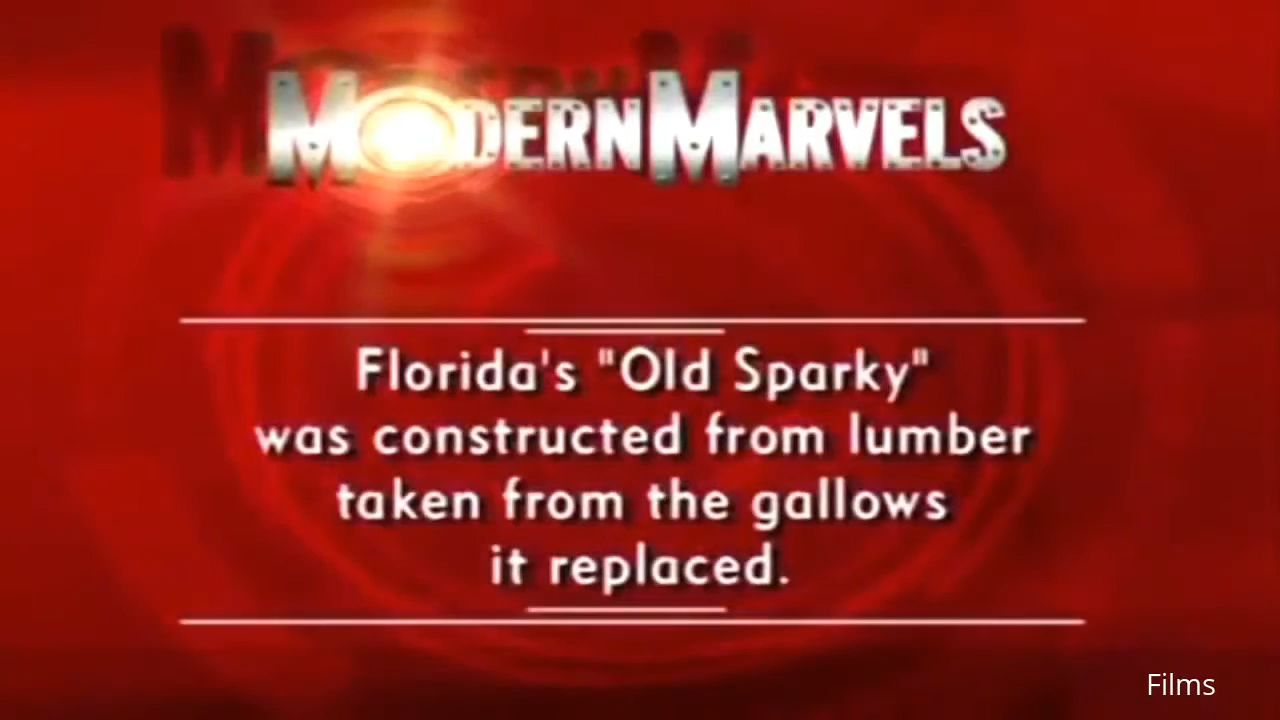 MODERN MARVELS
Florida's "Old Sparky"
was constructed from lumber
taken from the gallows
it replaced.
Films